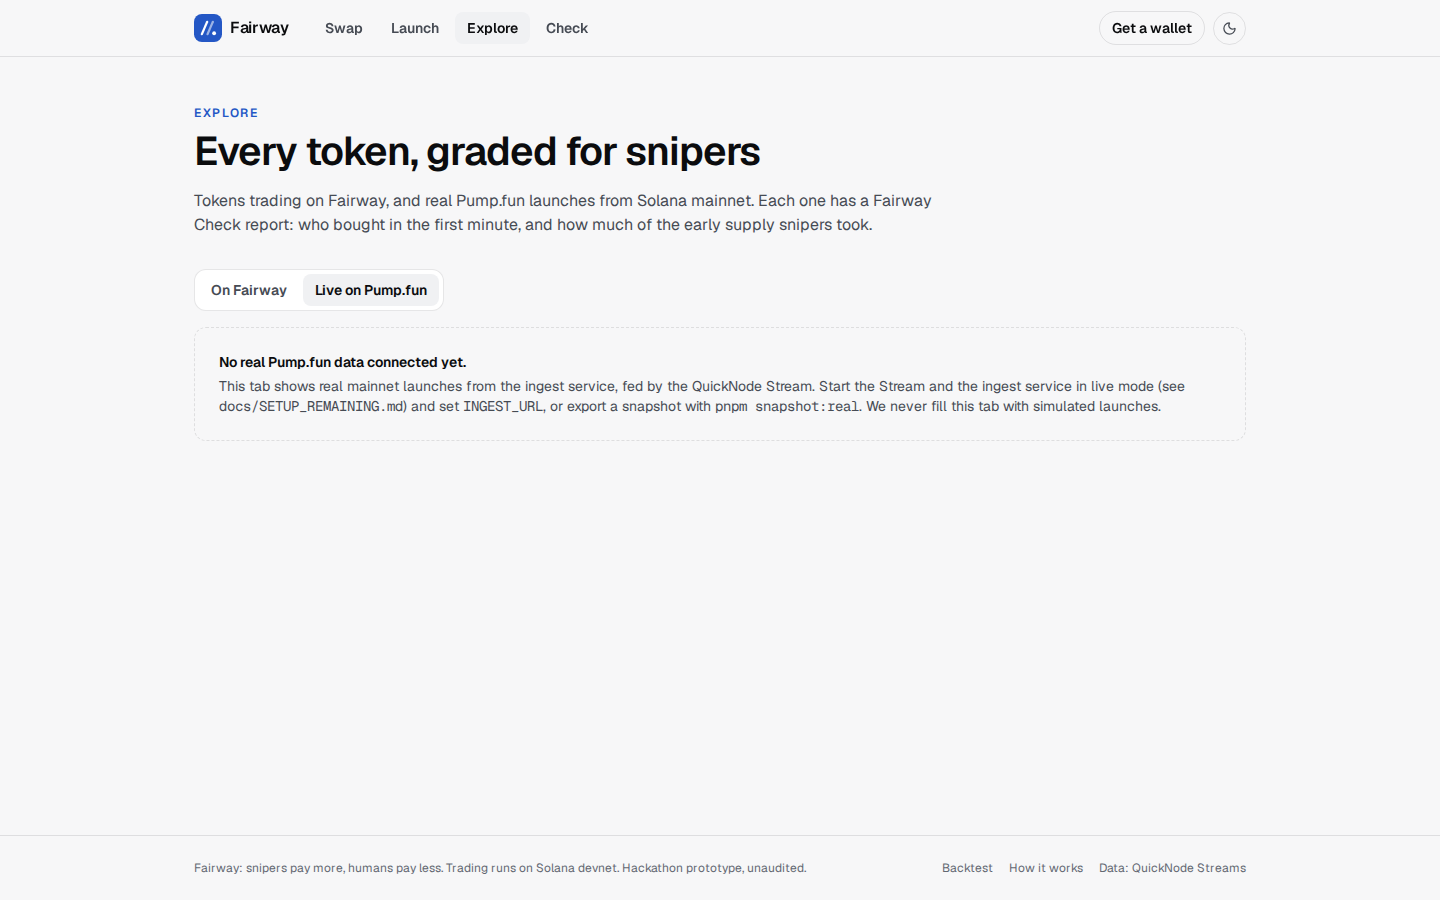 Fairway
Swap
Launch
Explore
Check
Get a wallet
EXPLORE
Every token, graded for snipers
Tokens trading on Fairway, and real Pump.fun launches from Solana mainnet. Each one has a Fairway
Check report: who bought in the first minute, and how much of the early supply snipers took.
On Fairway
Live on Pump.fun
No real Pump.fun data connected yet.
This tab shows real mainnet launches from the ingest service, fed by the QuickNode Stream. Start the Stream and the ingest service in live mode (see
docs/SETUP_REMAINING.md) and set INGEST_URL, or export a snapshot with pnpm snapshot:real. We never fill this tab with simulated launches.
Fairway: snipers pay more, humans pay less. Trading runs on Solana devnet. Hackathon prototype, unaudited.
Backtest
How it works
Data: QuickNode Streams